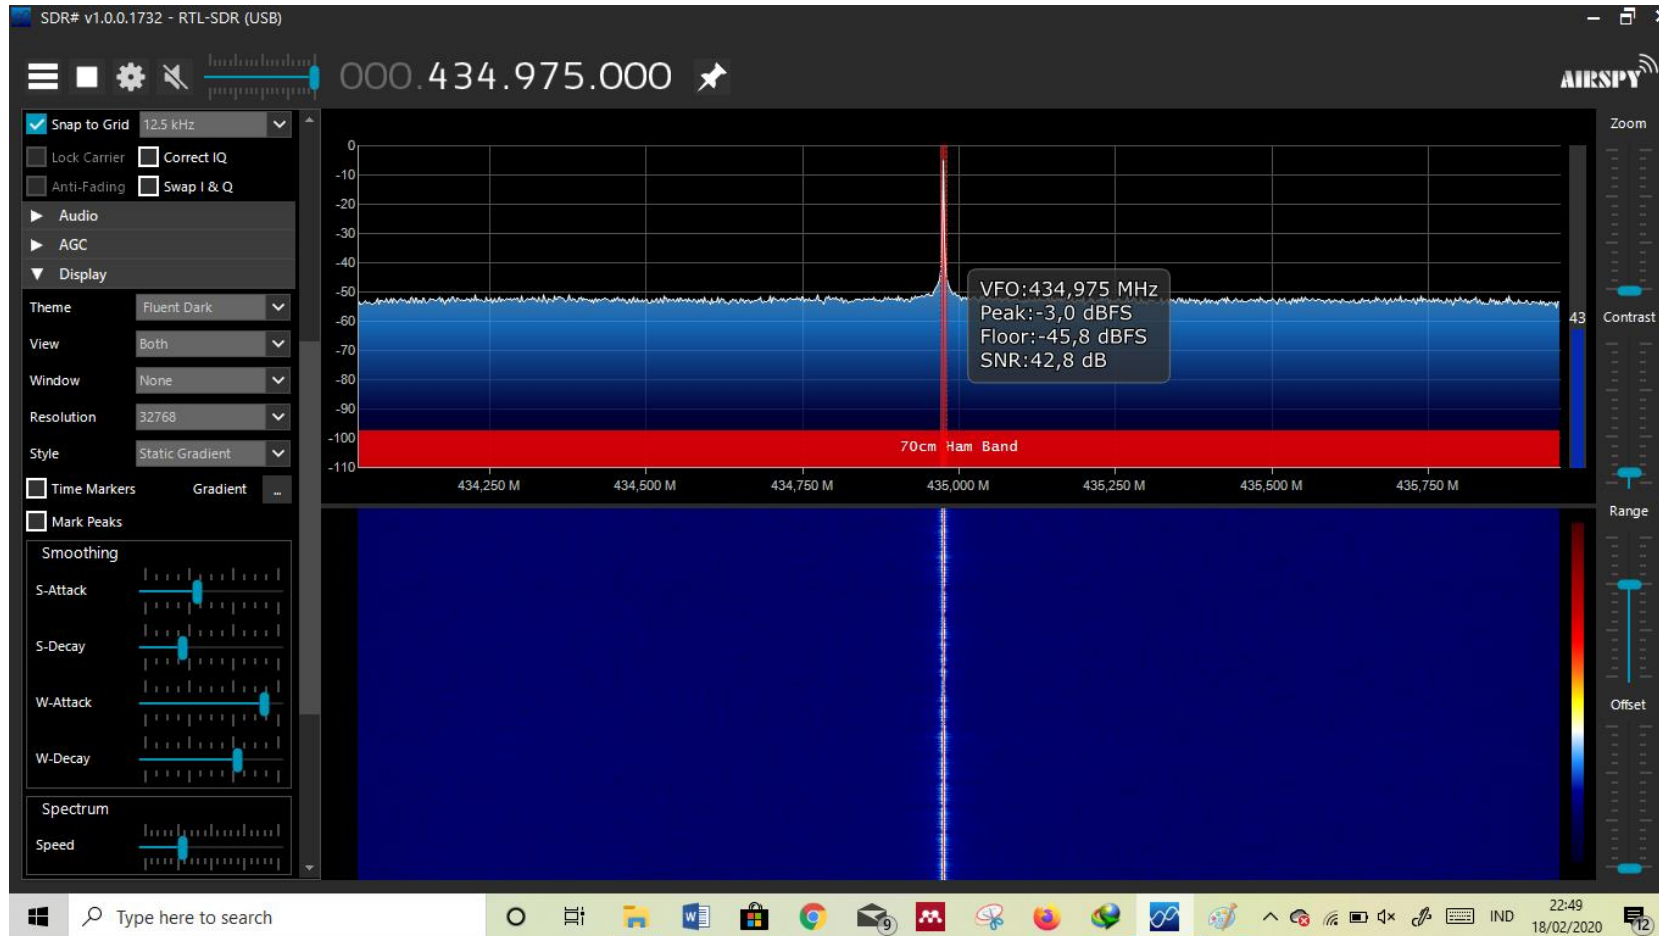 SDR# v1.0.0.1732 - RTL-SDR (USB)
000.434.975.000
AIRSPY
Snap to Grid 12.5 kHz
Lock Carrier Correct IQ
Anti-Fading Swap I & Q
Audio
AGC
Display
Theme Fluent Dark
View Both
Window None
Resolution 32768
Style Static Gradient
Time Markers Gradient ...
Mark Peaks
Smoothing
S-Attack
S-Decay
W-Attack
W-Decay
Spectrum
Speed
0
-10
-20
-30
-40
-50
-60
-70
-80
-90
-100
-110
VFO:434,975 MHz
Peak:-3,0 dBFS
Floor:-45,8 dBFS
SNR:42,8 dB
70cm Ham Band
434,250 M 434,500 M 434,750 M 435,000 M 435,250 M 435,500 M 435,750 M
43
Zoom
Contrast
Range
Offset
Type here to search
9
IND
22:49
18/02/2020
12